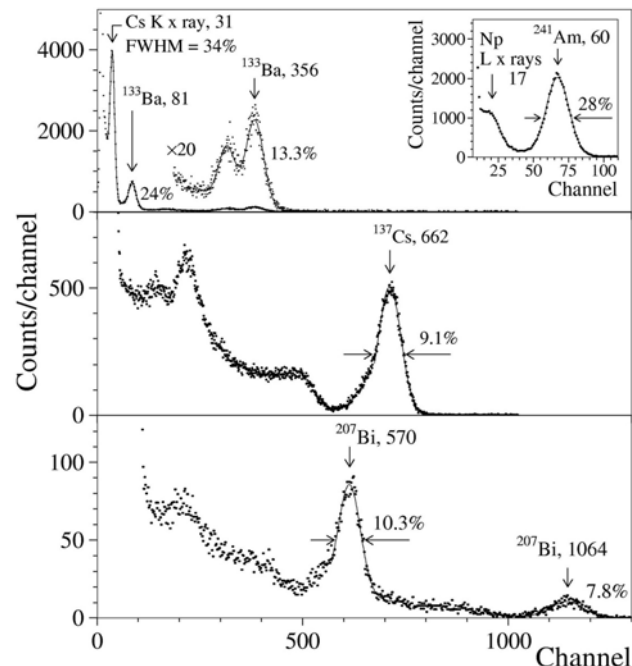 Counts/channel
Cs K x ray, 31
FWHM = 34%
¹³³Ba, 81
24%
×20
¹³³Ba, 356
13.3%
4000
2000
0
Counts/channel
3000
2000
1000
0
Np
L x rays
17
²⁴¹Am, 60
28%
25 50 75 100
Channel
500
0
¹³⁷Cs, 662
9.1%
100
50
0
²⁰⁷Bi, 570
10.3%
²⁰⁷Bi, 1064
7.8%
0 500 1000
Channel